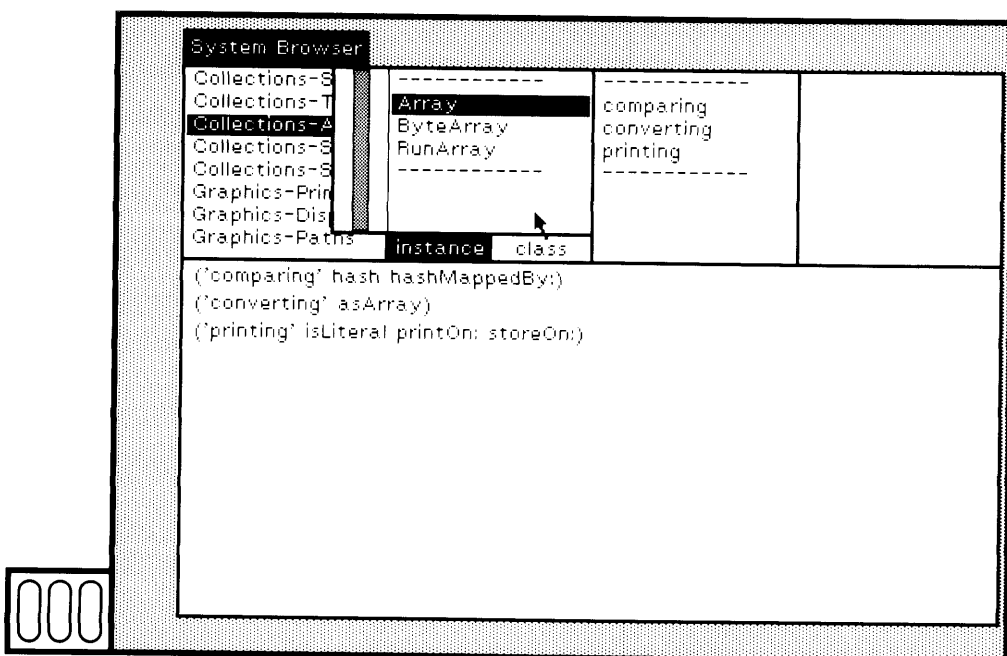 System Browser
Collections-S
Collections-T
Collections-A
Collections-S
Collections-S
Graphics-Prin
Graphics-Dis
Graphics-Paths
------------
Array
ByteArray
RunArray
------------
instance class
------------
comparing
converting
printing
------------
('comparing' hash hashMappedBy:)
('converting' asArray)
('printing' isLiteral printOn: storeOn:)